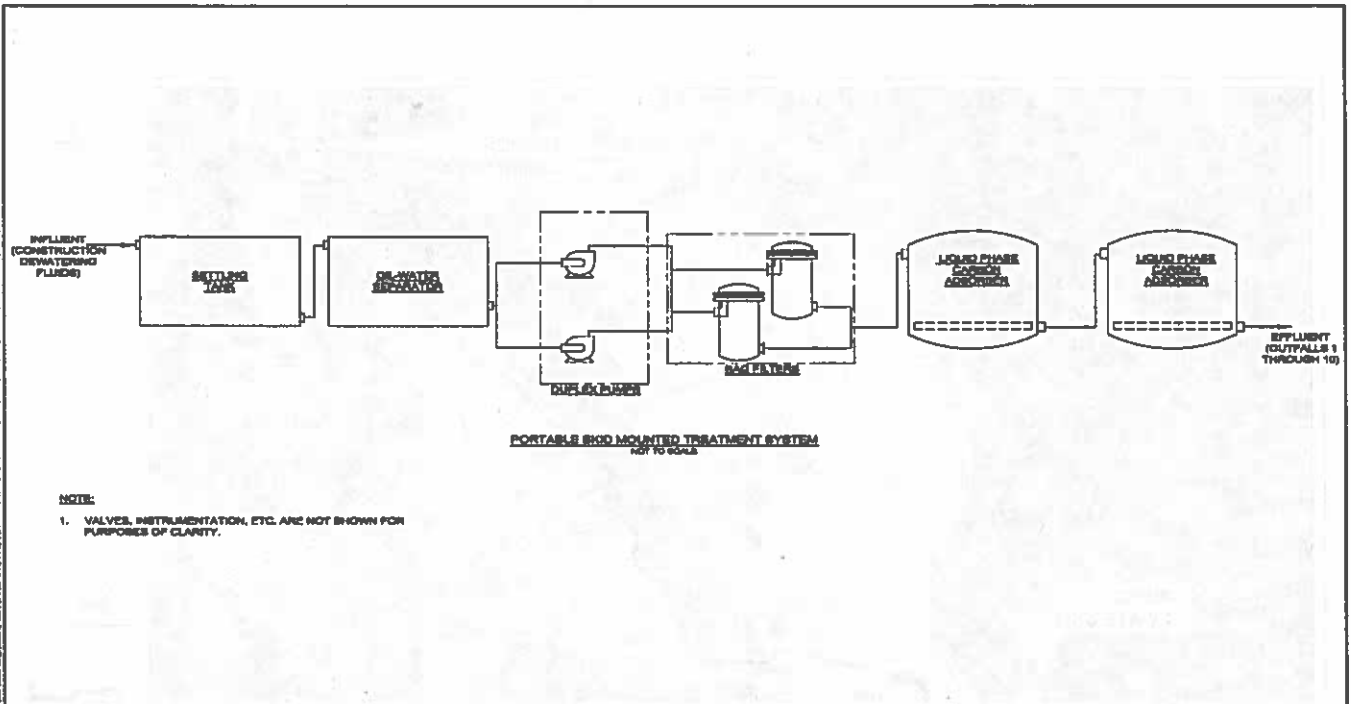 INFLUENT
(CONSTRUCTION
DEWATERING
FLUIDS)
SETTLING
TANK
OIL-WATER
SEPARATOR
DUPLEX PUMPS
BAG FILTERS
LIQUID PHASE
CARBON
ADSORBER
LIQUID PHASE
CARBON
ADSORBER
EFFLUENT
(OUTFALLS 1
THROUGH 10)
PORTABLE SKID MOUNTED TREATMENT SYSTEM
NOT TO SCALE
NOTE:
1. VALVES, INSTRUMENTATION, ETC. ARE NOT SHOWN FOR
PURPOSES OF CLARITY.